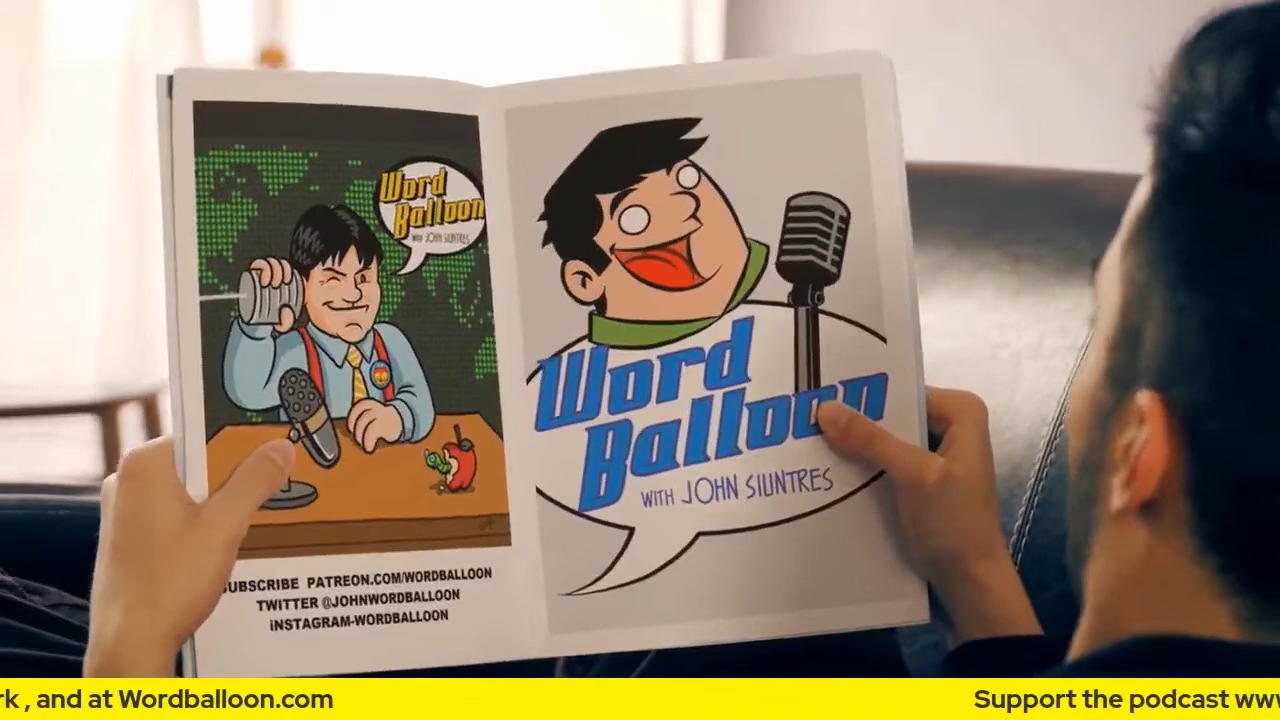 Word
Balloon
WITH JOHN SIUNTRES
SUBSCRIBE PATREON.COM/WORDBALLOON
TWITTER @JOHNWORDBALLOON
INSTAGRAM-WORDBALLOON
Word
Balloon
WITH JOHN SIUNTRES
rk , and at Wordballoon.com
Support the podcast www